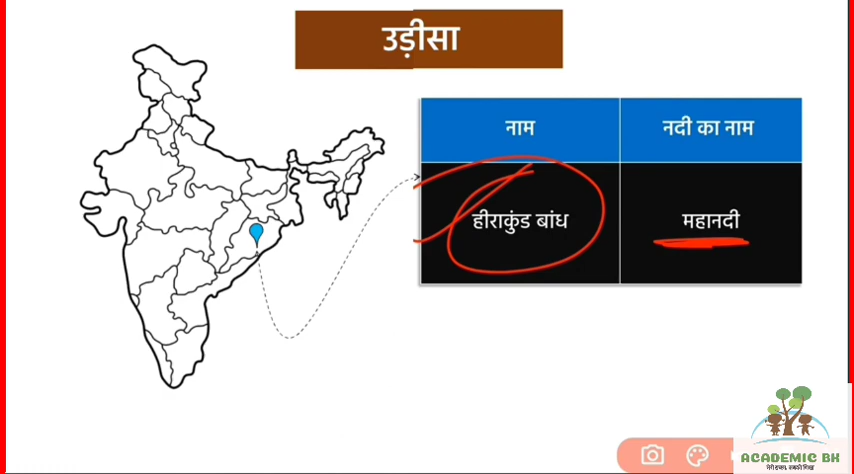 उड़ीसा
नाम
नदी का नाम
हीराकुंड बांध
महानदी
ACADEMIC BH